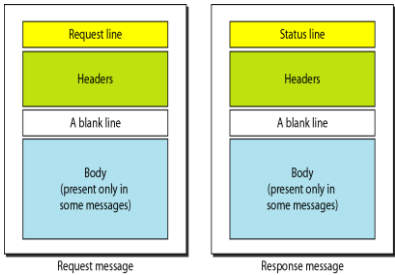 Request line
Headers
A blank line
Body
(present only in
some messages)
Request message
Status line
Headers
A blank line
Body
(present only in
some messages)
Response message